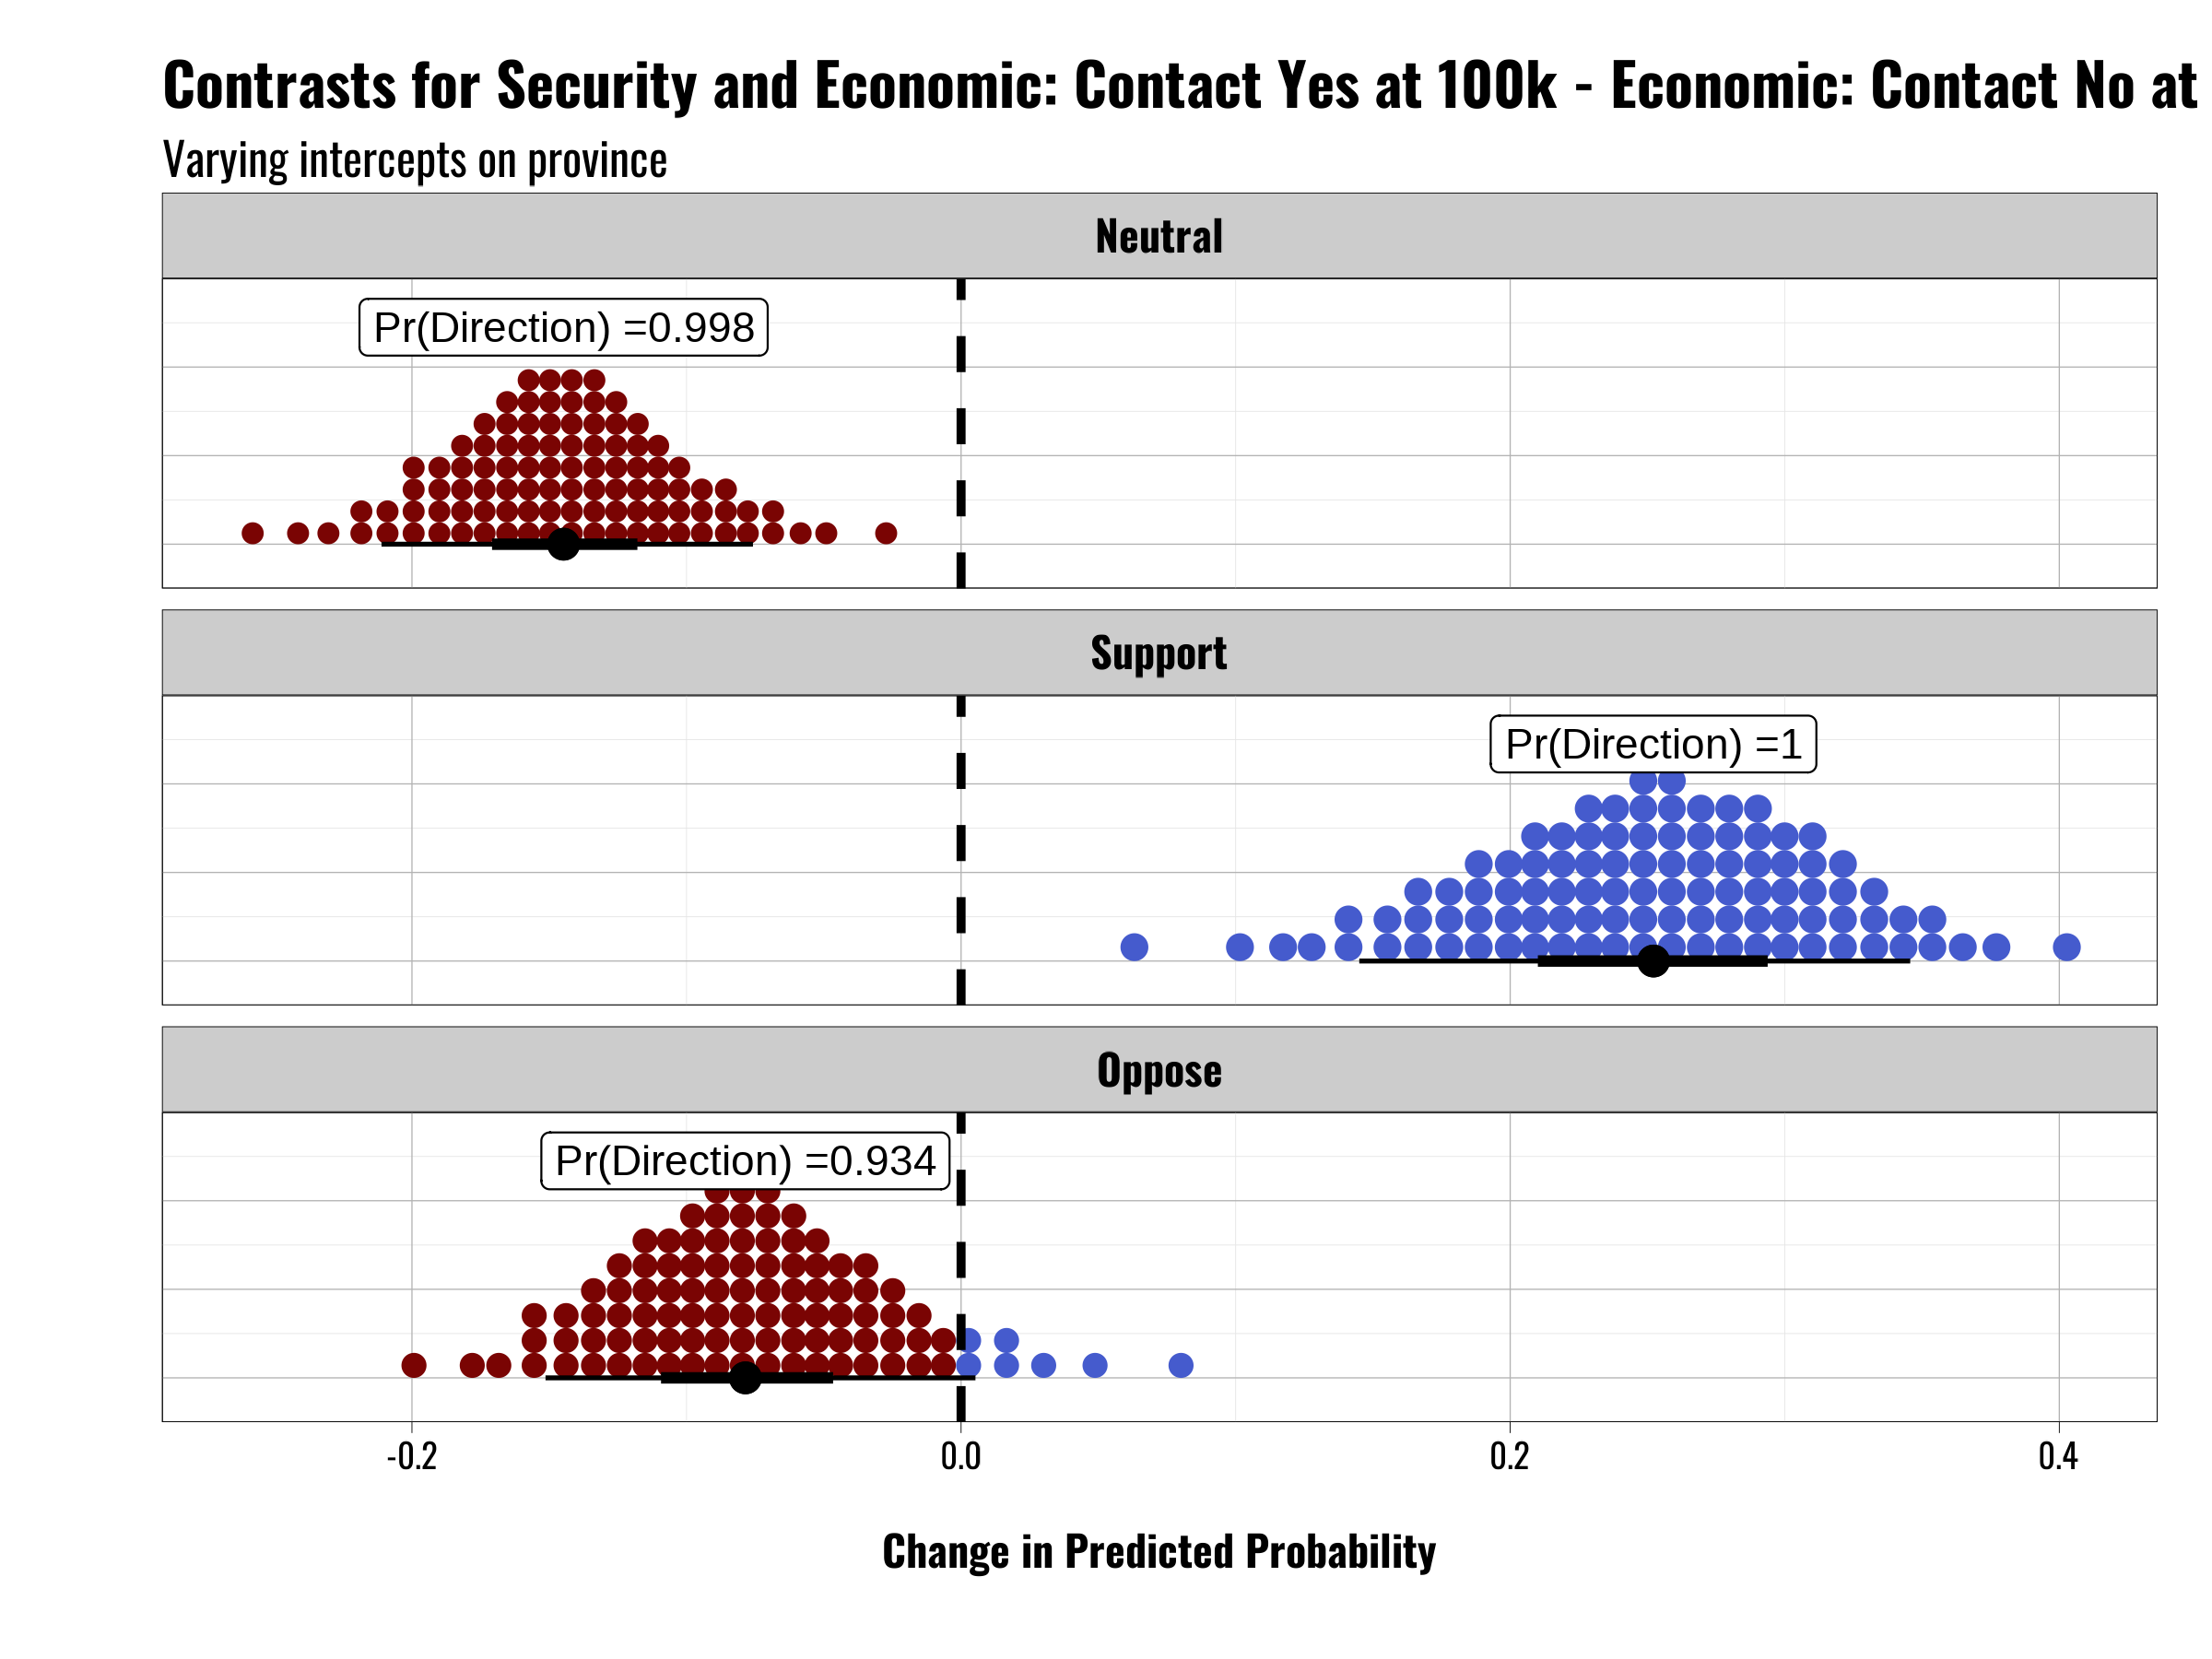 Contrasts for Security and Economic: Contact Yes at 100k - Economic: Contact No at
Varying intercepts on province
Neutral
Pr(Direction) =0.998
Support
Pr(Direction) =1
Oppose
Pr(Direction) =0.934
-0.2 0.0 0.2 0.4
Change in Predicted Probability